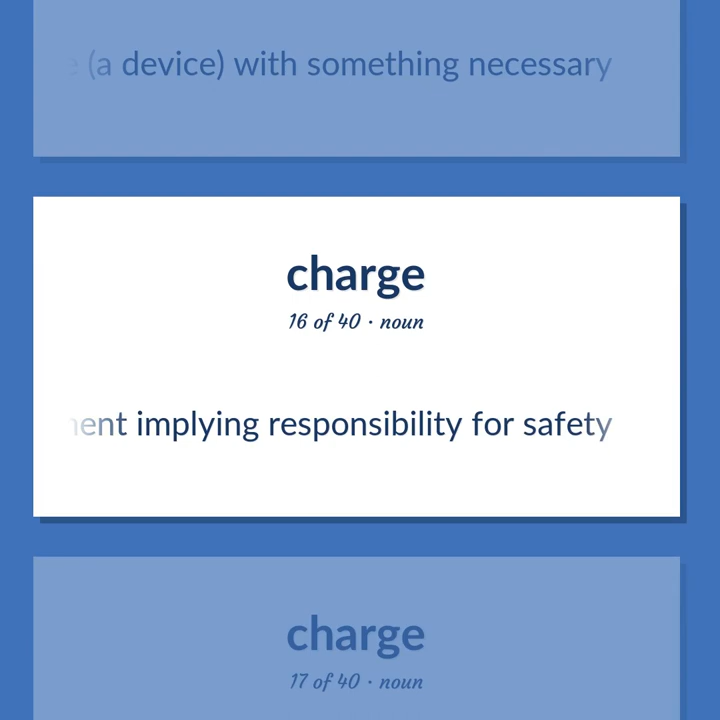 (a device) with something necessary
charge
16 of 40 · noun
implying responsibility for safety
charge
17 of 40 · noun